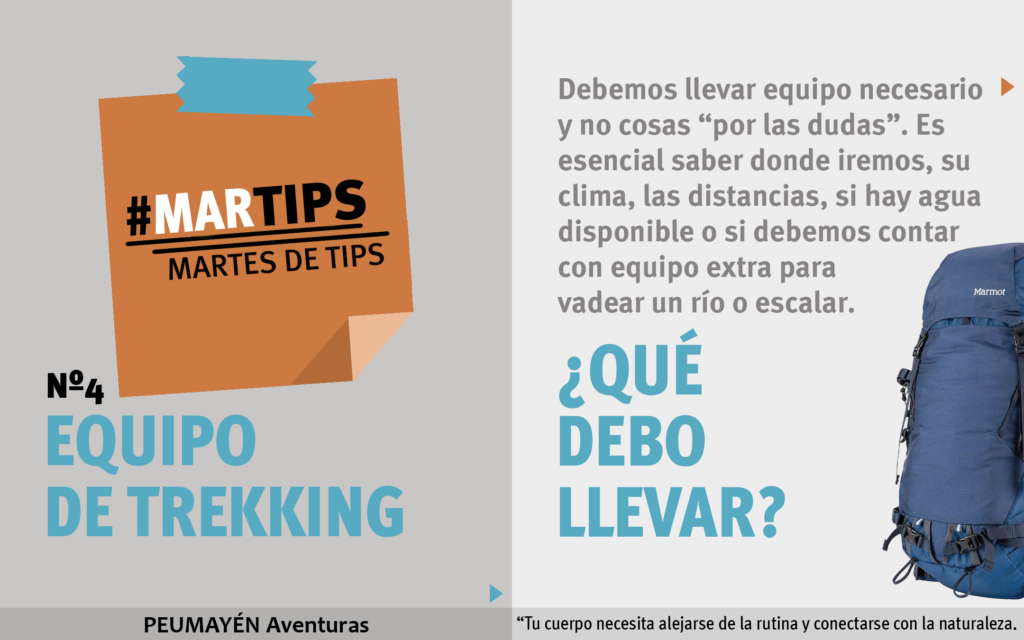 #MARTIPS
MARTES DE TIPS
Nº4
EQUIPO
DE TREKKING
PEUMAYÉN Aventuras
Debemos llevar equipo necesario
y no cosas “por las dudas”. Es
esencial saber donde iremos, su
clima, las distancias, si hay agua
disponible o si debemos contar
con equipo extra para
vadear un río o escalar.
Marmot
¿QUÉ
DEBO
LLEVAR?
“Tu cuerpo necesita alejarse de la rutina y conectarse con la naturaleza.